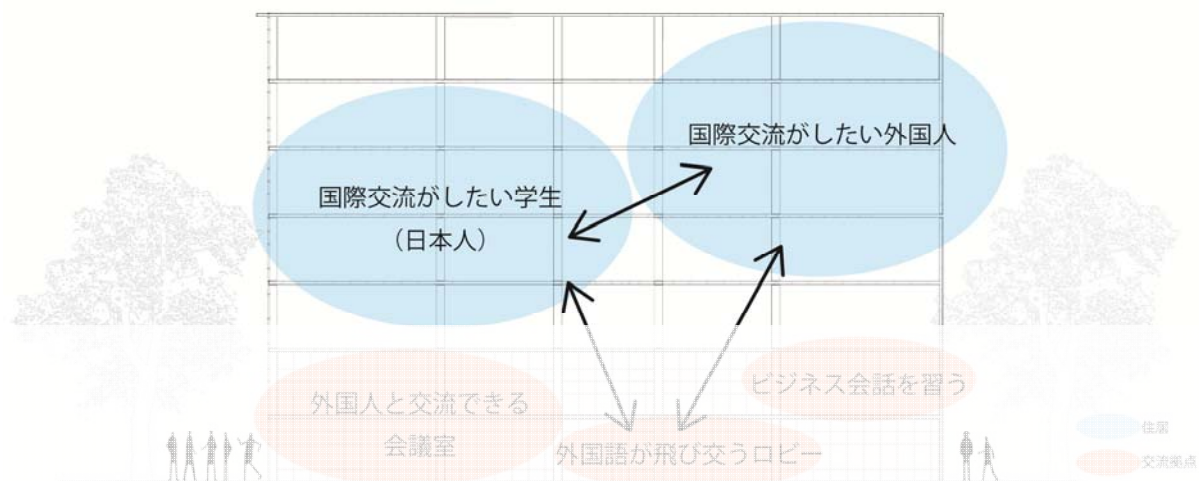 国際交流がしたい外国人
国際交流がしたい学生
（日本人）
ビジネス会話を習う
外国人と交流できる
会議室
外国語が飛び交うロビー
住居
交流拠点